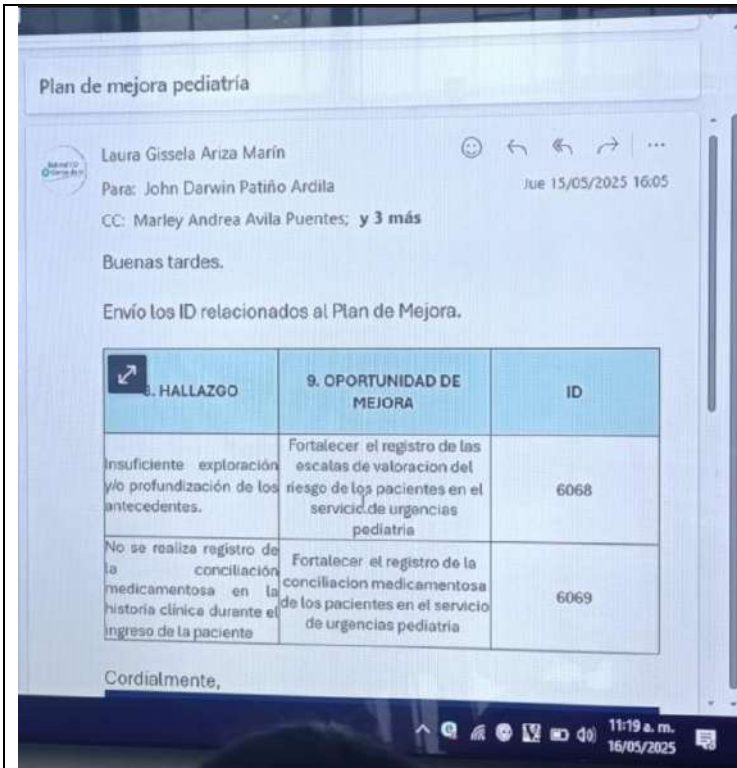 Plan de mejora pediatría
Laura Gissela Ariza Marín
Para: John Darwin Patiño Ardila
Jue 15/05/2025 16:05
CC: Marley Andrea Avila Puentes; y 3 más
Buenas tardes.
Envío los ID relacionados al Plan de Mejora.
. HALLAZGO
9. OPORTUNIDAD DE
MEJORA
ID
Insuficiente exploración
y/o profundización de los
antecedentes.
Fortalecer el registro de las
escalas de valoracion del
riesgo de los pacientes en el
servicio de urgencias
pediatria
6068
No se realiza registro de
la conciliación
medicamentosa en la
historia clínica durante el
ingreso de la paciente
Fortalecer el registro de la
conciliacion medicamentosa
de los pacientes en el servicio
de urgencias pediatria
6069
Cordialmente,
11:19 a. m.
16/05/2025